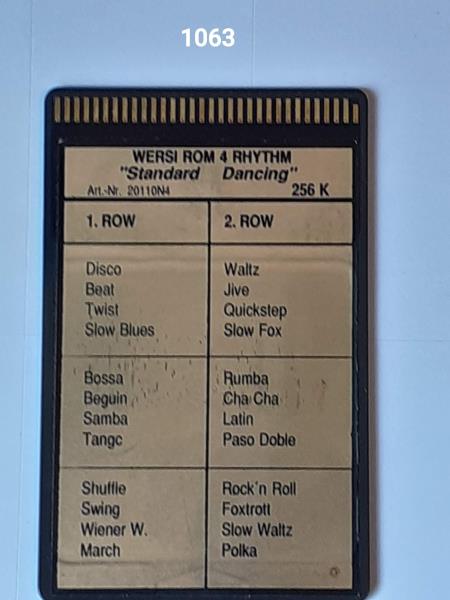 1063
WERSI ROM 4 RHYTHM
"Standard Dancing"
Art.-Nr. 20110N4 256 K
1. ROW 2. ROW
Disco Waltz
Beat Jive
Twist Quickstep
Slow Blues Slow Fox
Bossa Rumba
Beguin Cha Cha
Samba Latin
Tango Paso Doble
Shuffle Rock'n Roll
Swing Foxtrott
Wiener W. Slow Waltz
March Polka